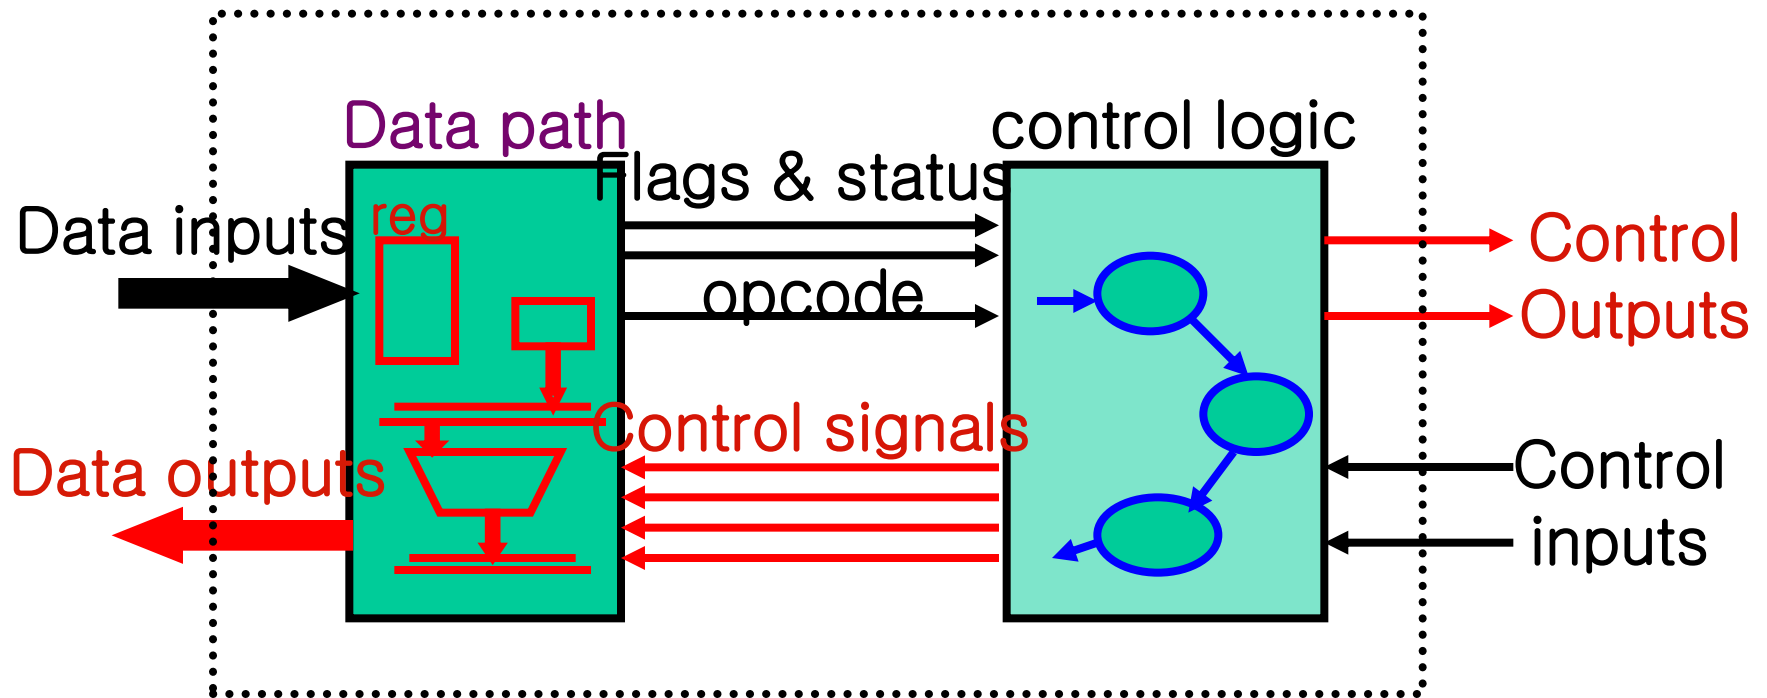 Data path
control logic
Flags & status
Data inputs
reg
opcode
Control
Outputs
Control signals
Data outputs
Control
inputs